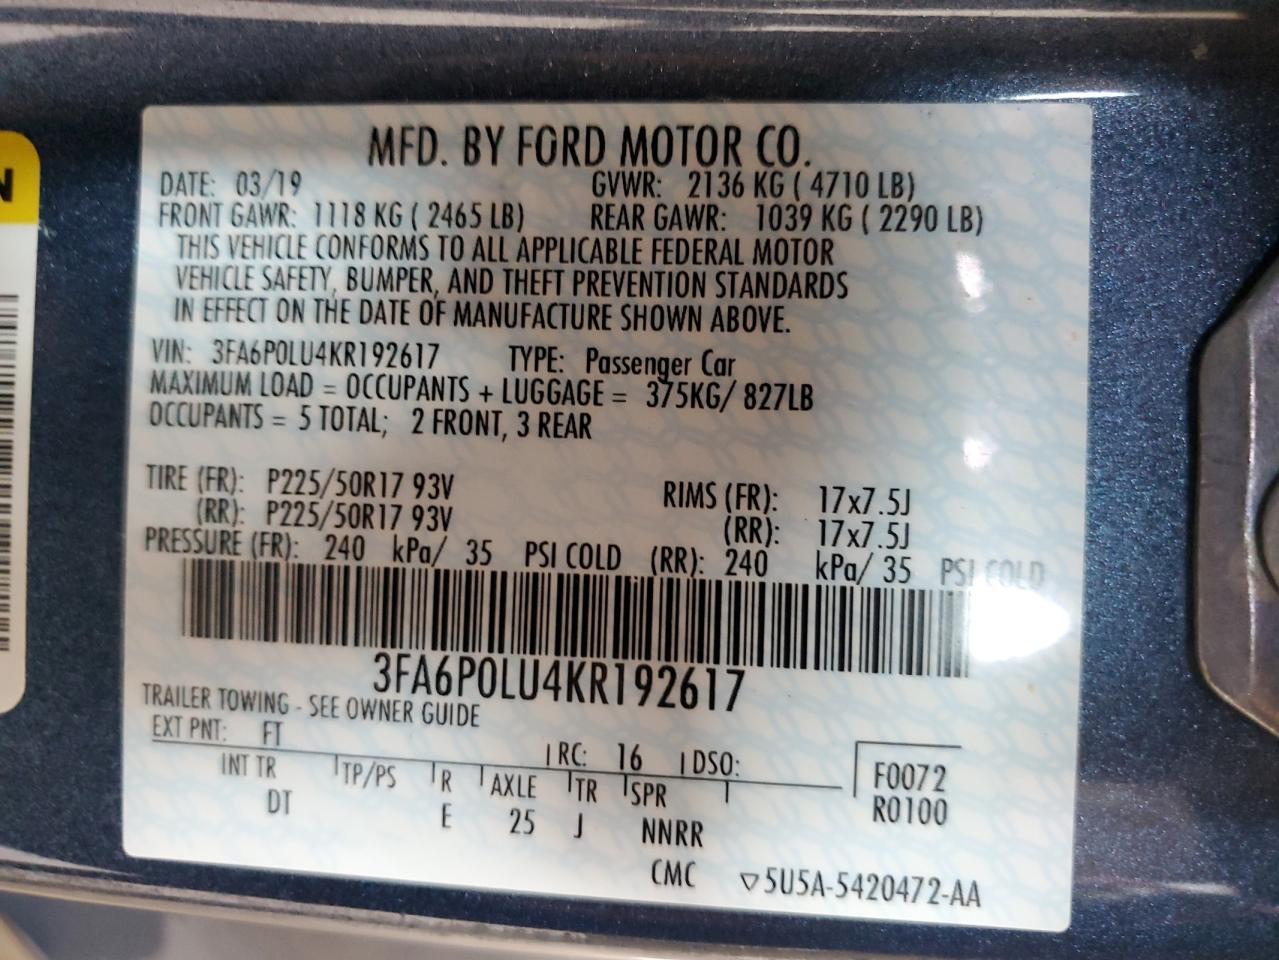 N
MFD. BY FORD MOTOR CO.
DATE: 03/19 GVWR: 2136 KG ( 4710 LB)
FRONT GAWR: 1118 KG ( 2465 LB) REAR GAWR: 1039 KG ( 2290 LB)
THIS VEHICLE CONFORMS TO ALL APPLICABLE FEDERAL MOTOR
VEHICLE SAFETY, BUMPER, AND THEFT PREVENTION STANDARDS
IN EFFECT ON THE DATE OF MANUFACTURE SHOWN ABOVE.
VIN: 3FA6P0LU4KR192617 TYPE: Passenger Car
MAXIMUM LOAD = OCCUPANTS + LUGGAGE = 375KG/ 827LB
OCCUPANTS = 5 TOTAL; 2 FRONT, 3 REAR
TIRE (FR): P225/50R17 93V RIMS (FR): 17x7.5J
(RR): P225/50R17 93V (RR): 17x7.5J
PRESSURE (FR): 240 kPa/ 35 PSI COLD (RR): 240 kPa/ 35 PSI COLD
3FA6P0LU4KR192617
TRAILER TOWING - SEE OWNER GUIDE
EXT PNT: FT RC: 16 DSO: F0072
INT TR TP/PS R AXLE TR SPR R0100
DT E 25 J NNRR
CMC ▽5U5A-5420472-AA